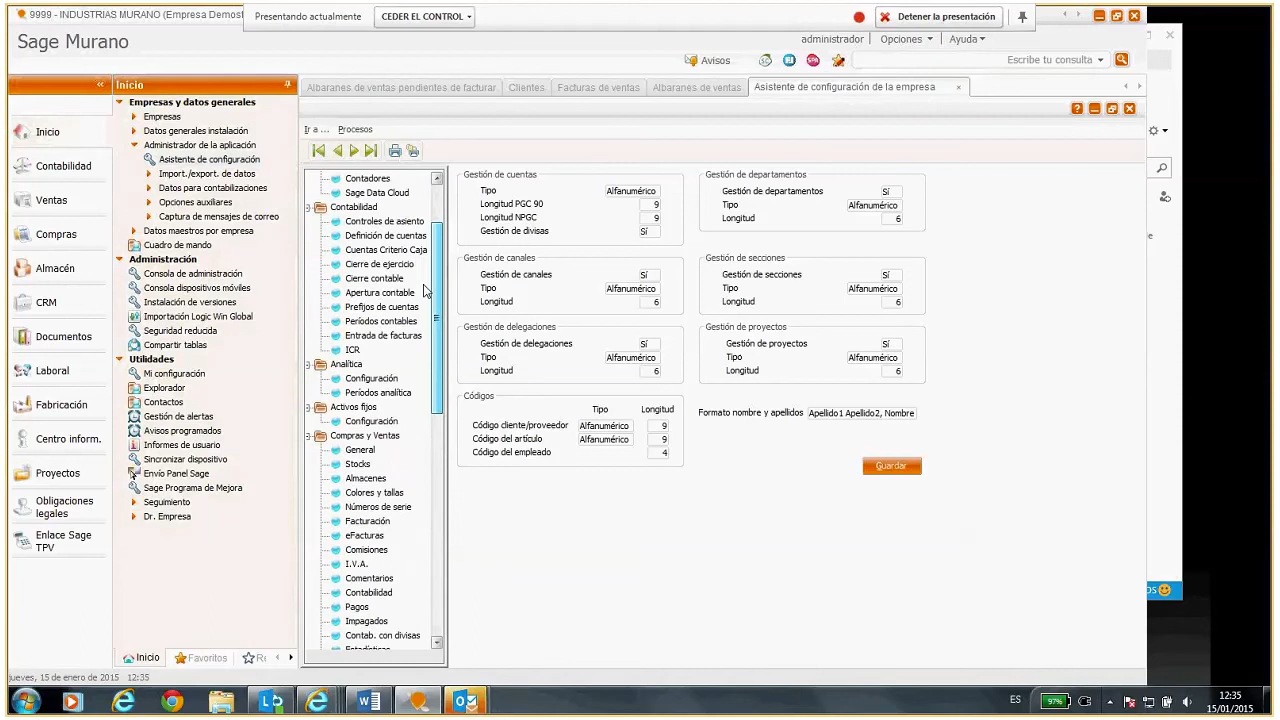 9999 - INDUSTRIAS MURANO (Empresa Demost
Presentando actualmente
CEDER EL CONTROL
Detener la presentación
Sage Murano
administrador
Opciones
Ayuda
Avisos
Escribe tu consulta
«
Inicio
Albaranes de ventas pendientes de facturar
Clientes
Facturas de ventas
Albaranes de ventas
Asistente de configuración de la empresa
Inicio
Contabilidad
Ventas
Compras
Almacén
CRM
Documentos
Laboral
Fabricación
Centro inform.
Proyectos
Obligaciones
legales
Enlace Sage
TPV
Empresas y datos generales
Empresas
Datos generales instalación
Administrador de la aplicación
Asistente de configuración
Import./export. de datos
Datos para contabilizaciones
Opciones auxiliares
Captura de mensajes de correo
Datos maestros por empresa
Cuadro de mando
Administración
Consola de administración
Consola dispositivos móviles
Instalación de versiones
Importación Logic Win Global
Seguridad reducida
Compartir tablas
Utilidades
Mi configuración
Explorador
Contactos
Gestión de alertas
Avisos programados
Informes de usuario
Sincronizar dispositivo
Envío Panel Sage
Sage Programa de Mejora
Seguimiento
Dr. Empresa
Inicio
Favoritos
Ir a ...
Procesos
Contadores
Sage Data Cloud
Contabilidad
Controles de asiento
Definición de cuentas
Cuentas Criterio Caja
Cierre de ejercicio
Cierre contable
Apertura contable
Prefijos de cuentas
Períodos contables
Entrada de facturas
ICR
Analítica
Configuración
Períodos analítica
Activos fijos
Configuración
Compras y Ventas
General
Stocks
Almacenes
Colores y tallas
Números de serie
Facturación
eFacturas
Comisiones
I.V.A.
Comentarios
Contabilidad
Pagos
Impagados
Contab. con divisas
Gestión de cuentas
Tipo Alfanumérico
Longitud PGC 90 9
Longitud NPGC 9
Gestión de divisas Sí
Gestión de canales
Gestión de canales Sí
Tipo Alfanumérico
Longitud 6
Gestión de delegaciones
Gestión de delegaciones Sí
Tipo Alfanumérico
Longitud 6
Códigos
Tipo Longitud
Código cliente/proveedor Alfanumérico 9
Código del artículo Alfanumérico 9
Código del empleado 4
Gestión de departamentos
Gestión de departamentos Sí
Tipo Alfanumérico
Longitud 6
Gestión de secciones
Gestión de secciones Sí
Tipo Alfanumérico
Longitud 6
Gestión de proyectos
Gestión de proyectos Sí
Tipo Alfanumérico
Longitud 6
Formato nombre y apellidos Apellido1 Apellido2, Nombre
Guardar
jueves, 15 de enero de 2015 12:35
ES
97%
12:35
15/01/2015